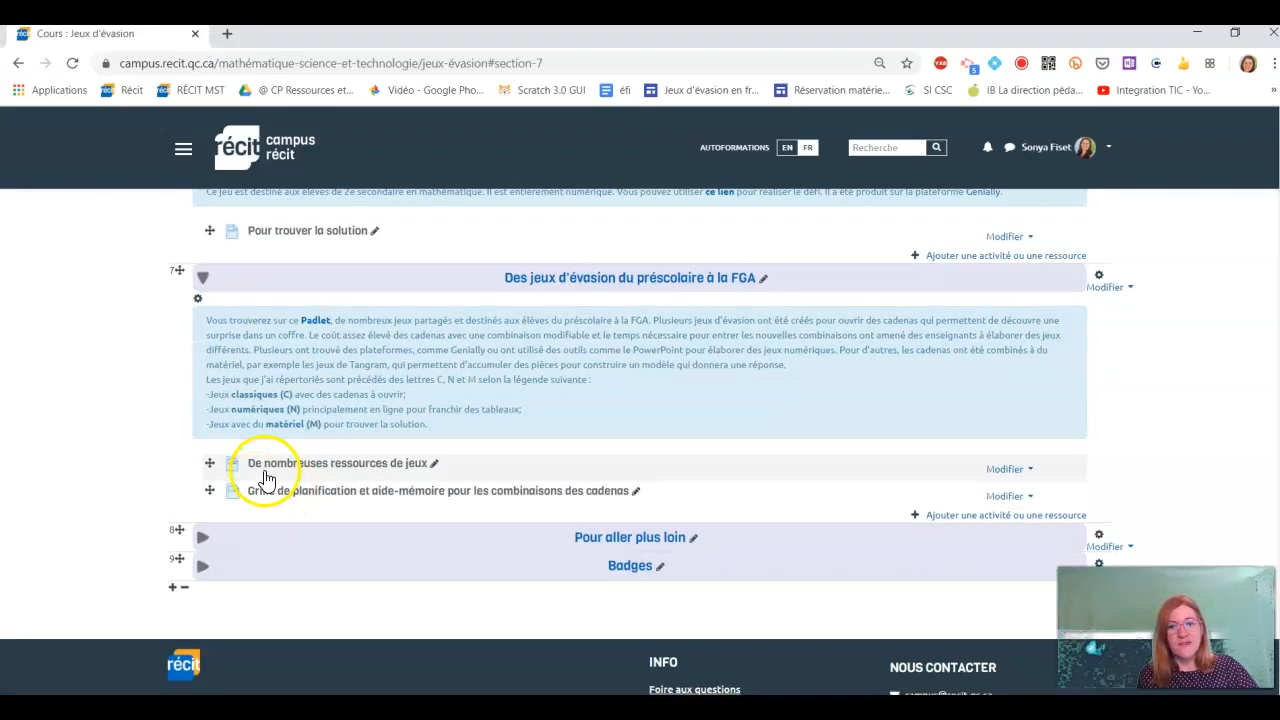 Cours : Jeux d'évasion
campus.recit.qc.ca/mathématique-science-et-technologie/jeux-évasion#section-7
Applications Récit RÉCIT MST @ DP Ressources et... Vidéo - Google Pho... Scratch 3.0 GUI éfi Jeux d'évasion en fr... Réservation matérie... SI CSC IB La direction péda... Integration TIC - Yo...
récit campus récit
AUTOFORMATIONS EN FR Recherche Sonya Fiset
Ce jeu est destiné aux élèves de 2e secondaire en mathématique. Il est entièrement numérique. Vous pouvez utiliser ce lien pour réaliser le défi. Il a été produit sur la plateforme Genially.
Pour trouver la solution
Modifier
Ajouter une activité ou une ressource
7
Des jeux d'évasion du préscolaire à la FGA
Modifier
Vous trouverez sur ce Padlet, de nombreux jeux partagés et destinés aux élèves du préscolaire à la FGA. Plusieurs jeux d'évasion ont été créés pour ouvrir des cadenas qui permettent de découvrir une
surprise dans un coffre. Le coût assez élevé des cadenas avec une combinaison modifiable et le temps nécessaire pour entrer les nouvelles combinaisons ont amené des enseignants à élaborer des jeux
différents. Plusieurs ont trouvé des plateformes, comme Genially ou ont utilisé des outils comme le PowerPoint pour élaborer des jeux numériques. Pour d'autres, les cadenas ont été combinés à du
matériel, par exemple les jeux de Tangram, qui permettent d'accumuler des pièces pour construire un modèle qui donnera une réponse.
Les jeux que j'ai répertoriés sont précédés des lettres C, N et M selon la légende suivante :
-Jeux classiques (C) avec des cadenas à ouvrir;
-Jeux numériques (N) principalement en ligne pour franchir des tableaux;
-Jeux avec du matériel (M) pour trouver la solution.
De nombreuses ressources de jeux
Modifier
Grille de planification et aide-mémoire pour les combinaisons des cadenas
Modifier
Ajouter une activité ou une ressource
8
Pour aller plus loin
Modifier
9
Badges
récit
INFO
NOUS CONTACTER
Foire aux questions
campus@recit.qc.ca